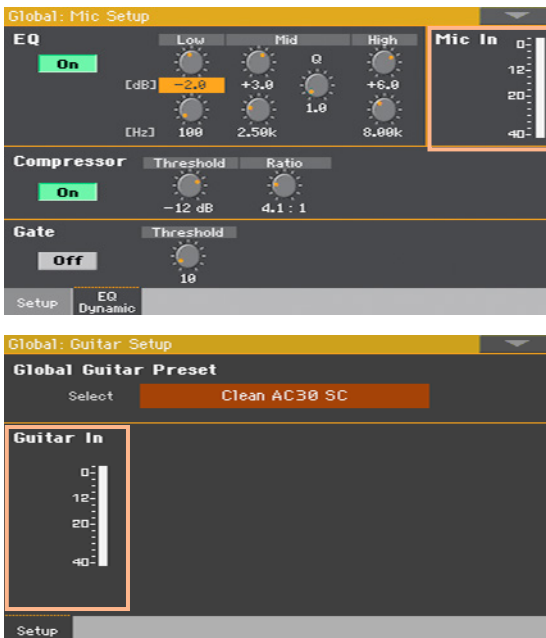 Global: Mic Setup
EQ Low Mid High Mic In
On Q
[dB] -2.0 +3.0 +6.0
1.0
[Hz] 100 2.50k 8.00k
0
12
20
40
Compressor Threshold Ratio
On
-12 dB 4.1 : 1
Gate Threshold
Off
10
Setup EQ Dynamic
Global: Guitar Setup
Global Guitar Preset
Select Clean AC30 SC
Guitar In
0
12
20
40
Setup